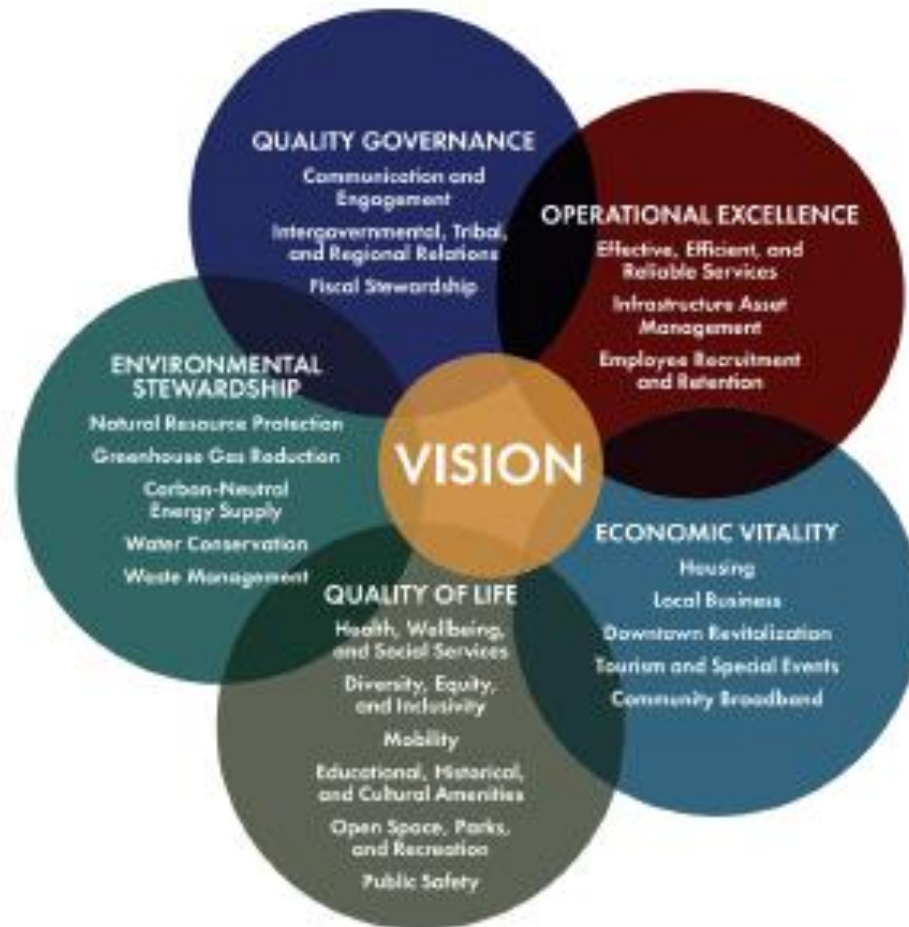 QUALITY GOVERNANCE
Communication and
Engagement
Intergovernmental, Tribal,
and Regional Relations
Fiscal Stewardship
OPERATIONAL EXCELLENCE
Effective, Efficient, and
Reliable Services
Infrastructure Asset
Management
Employee Recruitment
and Retention
ENVIRONMENTAL
STEWARDSHIP
Natural Resource Protection
Greenhouse Gas Reduction
Carbon-Neutral
Energy Supply
Water Conservation
Waste Management
VISION
ECONOMIC VITALITY
Housing
Local Business
Downtown Revitalization
Tourism and Special Events
Community Broadband
QUALITY OF LIFE
Health, Wellbeing,
and Social Services
Diversity, Equity,
and Inclusivity
Mobility
Educational, Historical,
and Cultural Amenities
Open Space, Parks,
and Recreation
Public Safety